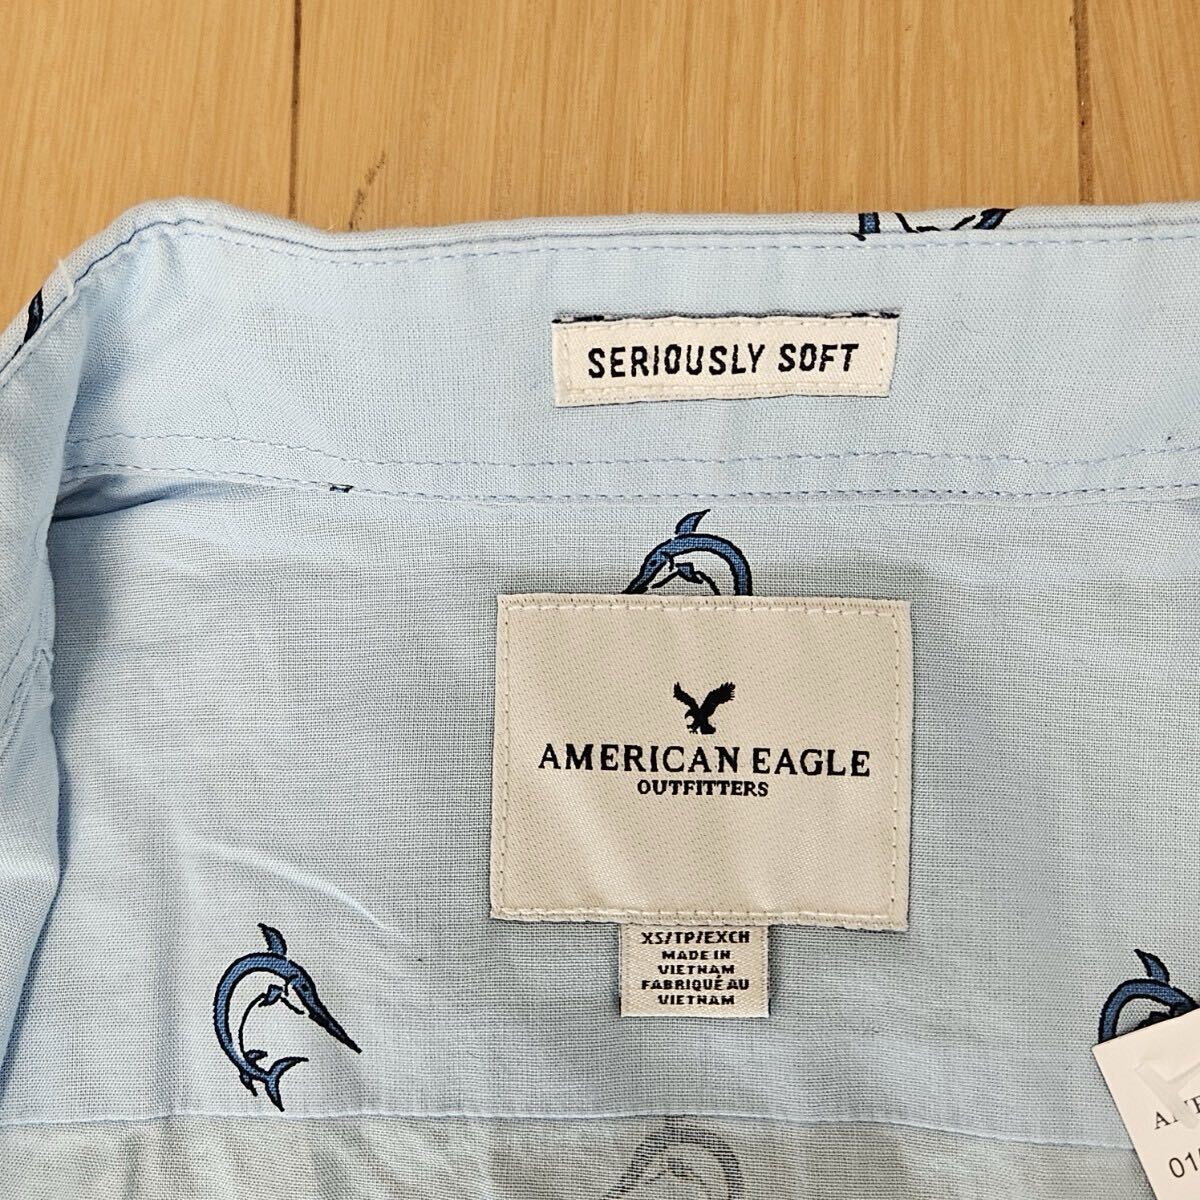 SERIOUSLY SOFT
AMERICAN EAGLE
OUTFITTERS
XS/TP/EXCH
MADE IN
VIETNAM
FABRIQUÉ AU
VIETNAM